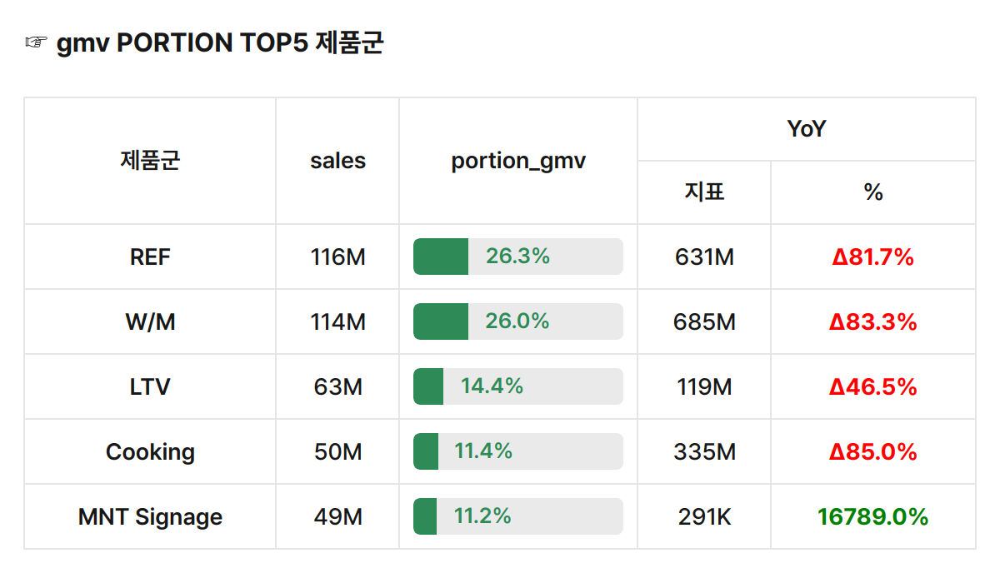 ☞ gmv PORTION TOP5 제품군
제품군 sales portion_gmv YoY
지표 %
REF 116M 26.3% 631M Δ81.7%
W/M 114M 26.0% 685M Δ83.3%
LTV 63M 14.4% 119M Δ46.5%
Cooking 50M 11.4% 335M Δ85.0%
MNT Signage 49M 11.2% 291K 16789.0%